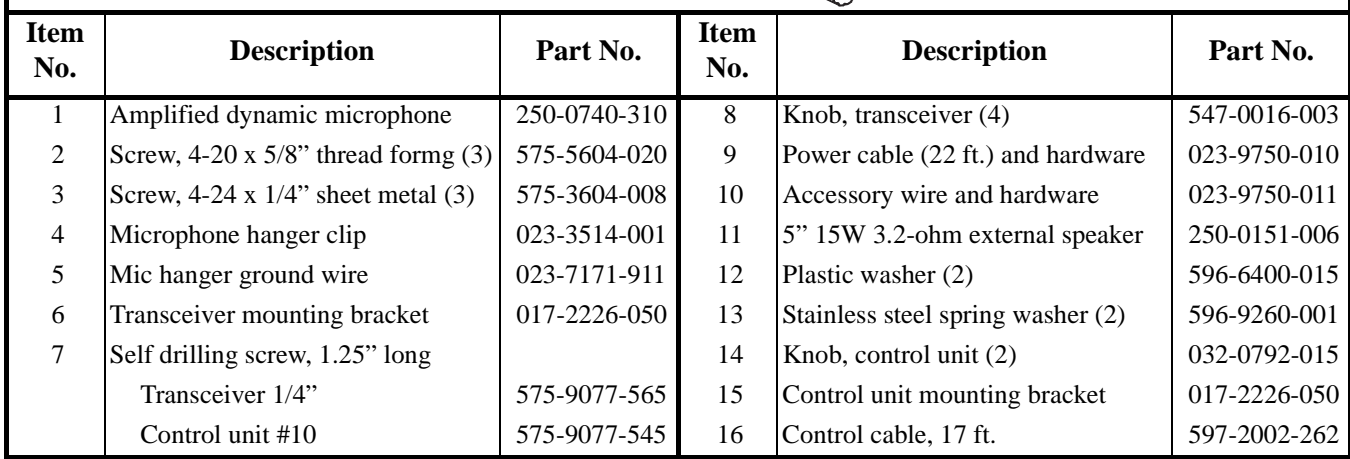 Item No. Description Part No. Item No. Description Part No.
1 Amplified dynamic microphone 250-0740-310 8 Knob, transceiver (4) 547-0016-003
2 Screw, 4-20 x 5/8” thread formg (3) 575-5604-020 9 Power cable (22 ft.) and hardware 023-9750-010
3 Screw, 4-24 x 1/4” sheet metal (3) 575-3604-008 10 Accessory wire and hardware 023-9750-011
4 Microphone hanger clip 023-3514-001 11 5” 15W 3.2-ohm external speaker 250-0151-006
5 Mic hanger ground wire 023-7171-911 12 Plastic washer (2) 596-6400-015
6 Transceiver mounting bracket 017-2226-050 13 Stainless steel spring washer (2) 596-9260-001
7 Self drilling screw, 1.25” long 14 Knob, control unit (2) 032-0792-015
Transceiver 1/4” 575-9077-565 15 Control unit mounting bracket 017-2226-050
Control unit #10 575-9077-545 16 Control cable, 17 ft. 597-2002-262